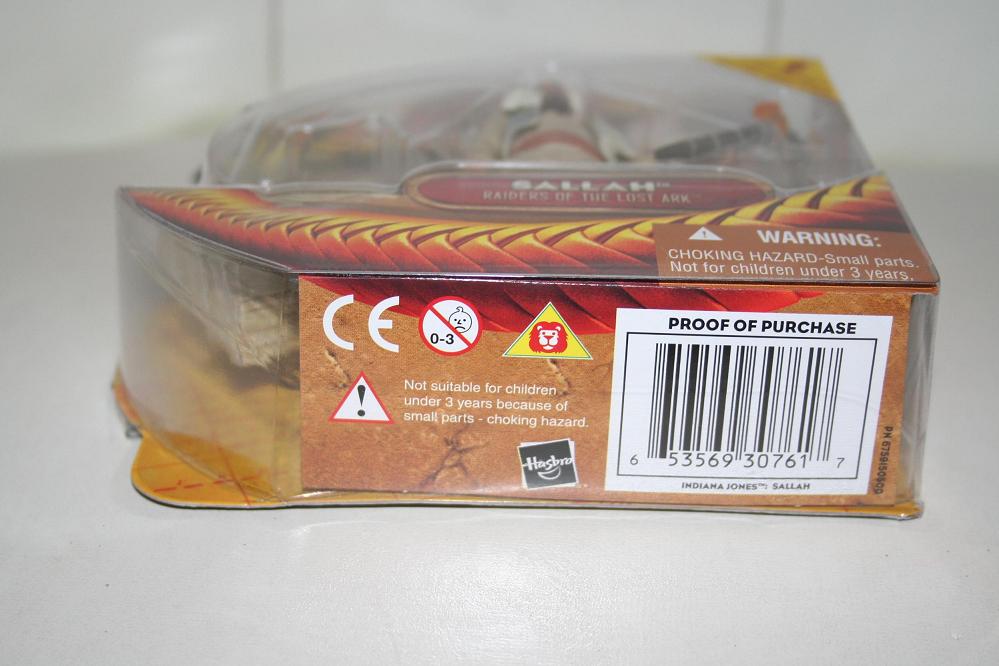 SALLAH™
RAIDERS OF THE LOST ARK™
WARNING:
CHOKING HAZARD-Small parts.
Not for children under 3 years.
CE
0-3
Not suitable for children
under 3 years because of
small parts - choking hazard.
Hasbro
PROOF OF PURCHASE
6 53569 30761 7
INDIANA JONES™: SALLAH